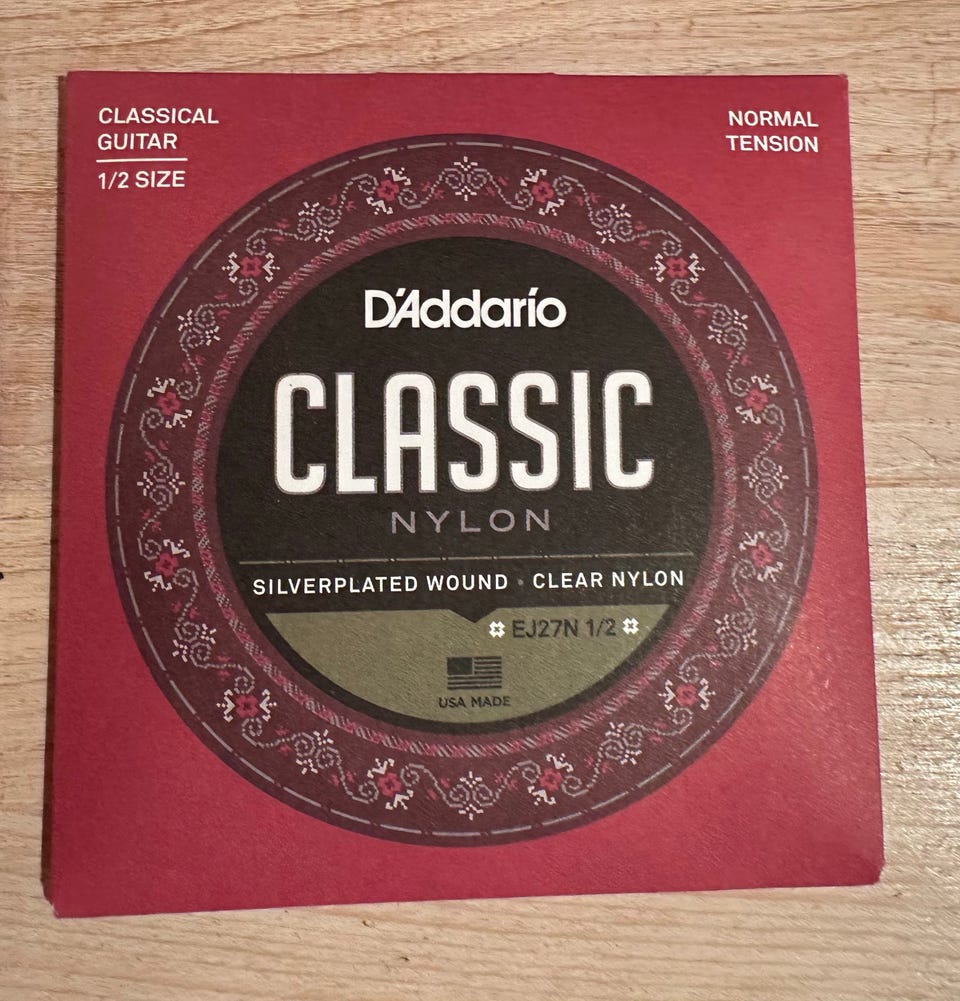 CLASSICAL
GUITAR
1/2 SIZE
NORMAL
TENSION
D'Addario
CLASSIC
NYLON
SILVERPLATED WOUND • CLEAR NYLON
EJ27N 1/2
USA MADE